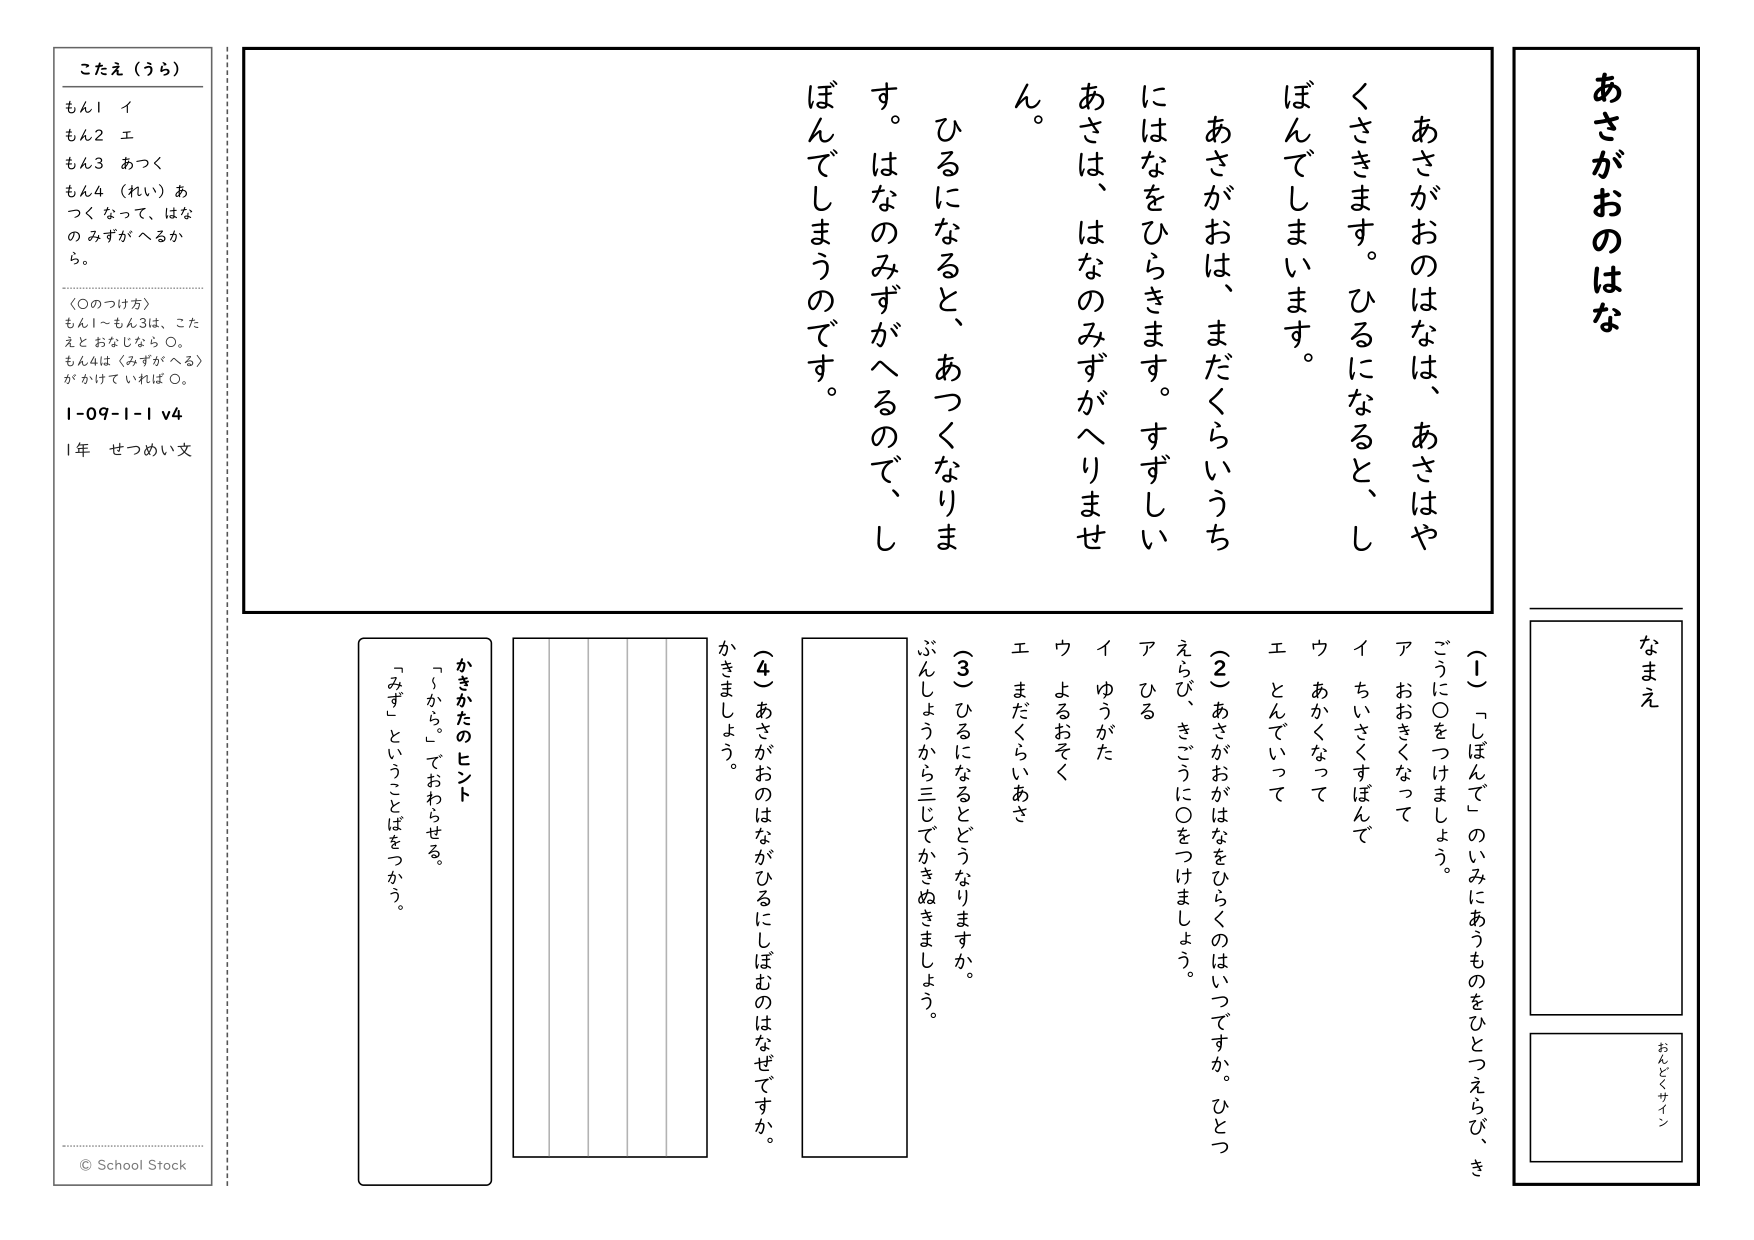 あさがおのはな
なまえ
おんどくサイン
あさがおのはなは、あさはや
くさきます。ひるになると、し
ぼんでしまいます。
あさがおは、まだくらいうち
にはなをひらきます。すずしい
あさは、はなのみずがへりませ
ん。
ひるになると、あつくなりま
す。はなのみずがへるので、し
ぼんでしまうのです。
(1)「しぼんで」のいみにあうものをひとつえらび、き
ごうに○をつけましょう。
ア　おおきくなって
イ　ちいさくすぼんで
ウ　あかくなって
エ　とんでいって
(2)あさがおがはなをひらくのはいつですか。ひとつ
えらび、きごうに○をつけましょう。
ア　ひる
イ　ゆうがた
ウ　よるおそく
エ　まだくらいあさ
(3)ひるになるとどうなりますか。
ぶんしょうから三じでかきぬきましょう。
(4)あさがおのはながひるにしぼむのはなぜですか。
かきましょう。
かきかたの ヒント
「～から。」でおわらせる。
「みず」ということばをつかう。
こたえ（うら）
もん1　イ
もん2　エ
もん3　あつく
もん4　（れい）あ
つく なって、はな
の みずが へるか
ら。
〈○のつけ方〉
もん1～もん3は、こた
えと おなじなら ○。
もん4は〈みずが へる〉
が かけて いれば ○。
1-09-1-1 v4
1年　せつめい文
© School Stock